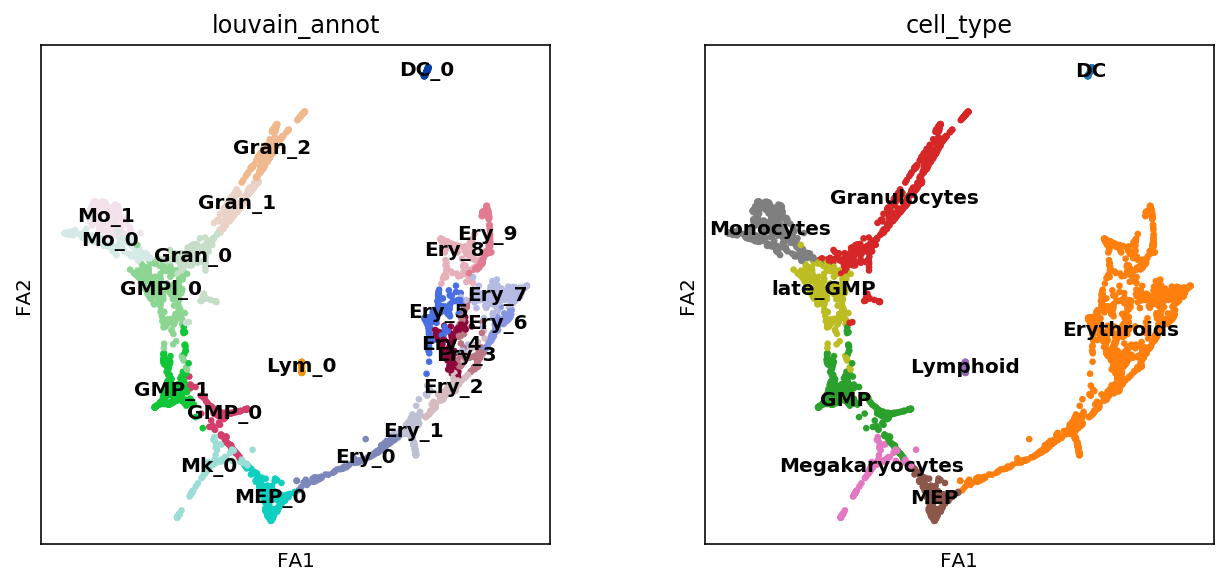 louvain_annot
DC_0
Gran_2
Gran_1
Mo_1
Mo_0
Gran_0
GMPl_0
Ery_9
Ery_8
Ery_7
Ery_5
Ery_6
Ery_4
Ery_3
Lym_0
Ery_2
GMP_1
GMP_0
Ery_1
Ery_0
Mk_0
MEP_0
FA2
FA1
cell_type
DC
Granulocytes
Monocytes
late_GMP
Erythroids
Lymphoid
GMP
Megakaryocytes
MEP
FA2
FA1